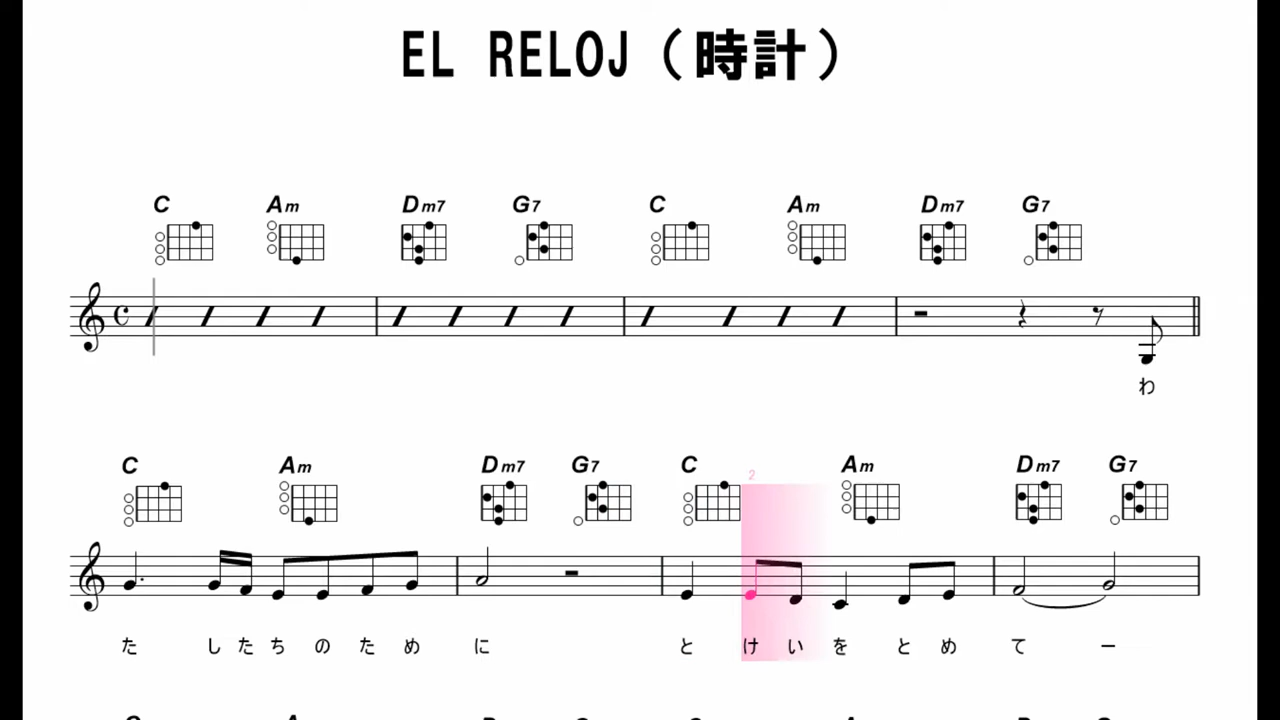 EL RELOJ（時計）
C Am Dm7 G7 C Am Dm7 G7
わ
C Am Dm7 G7 C 2 Am Dm7 G7
た したちのために とけいをとめてー